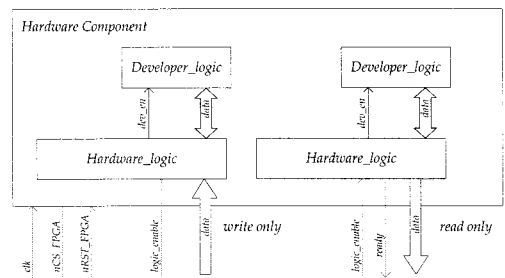 Hardware Component
Developer_logic
Developer_logic
dev_en
data
dev_en
data
Hardware_logic
Hardware_logic
clk
nCS_FPGA
nRST_FPGA
logic_enable
data
write only
logic_enable
ready
data
read only